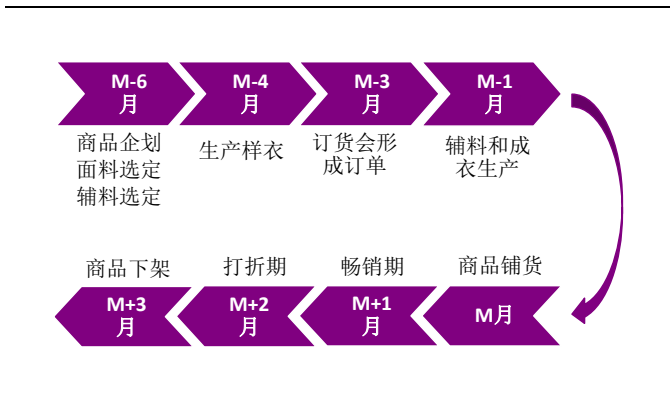 M-6
月
M-4
月
M-3
月
M-1
月
商品企划
面料选定
辅料选定
生产样衣
订货会形
成订单
辅料和成
衣生产
商品下架
打折期
畅销期
商品铺货
M+3
月
M+2
月
M+1
月
M月